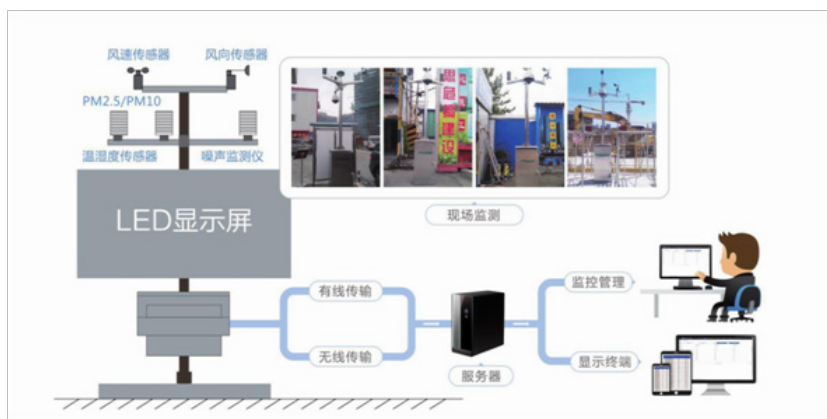 风速传感器
风向传感器
PM2.5/PM10
温湿度传感器
噪声监测仪
LED显示屏
建设
现场监测
有线传输
无线传输
服务器
监控管理
显示终端